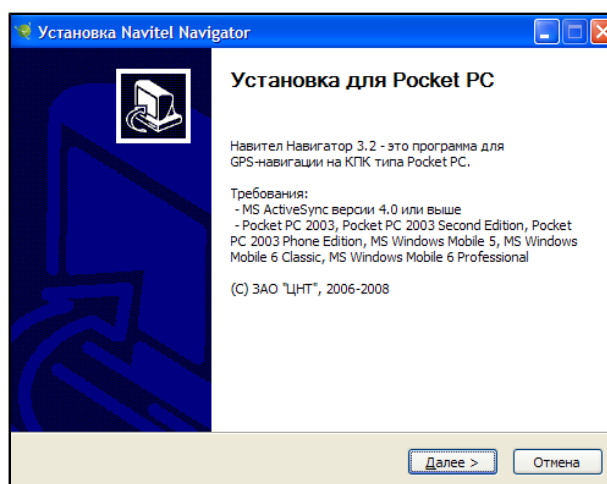 Установка Navitel Navigator
Установка для Pocket PC
Навител Навигатор 3.2 - это программа для
GPS-навигации на КПК типа Pocket PC.
Требования:
- MS ActiveSync версии 4.0 или выше
- Pocket PC 2003, Pocket PC 2003 Second Edition, Pocket
PC 2003 Phone Edition, MS Windows Mobile 5, MS Windows
Mobile 6 Classic, MS Windows Mobile 6 Professional
(C) ЗАО "ЦНТ", 2006-2008
Далее >
Отмена